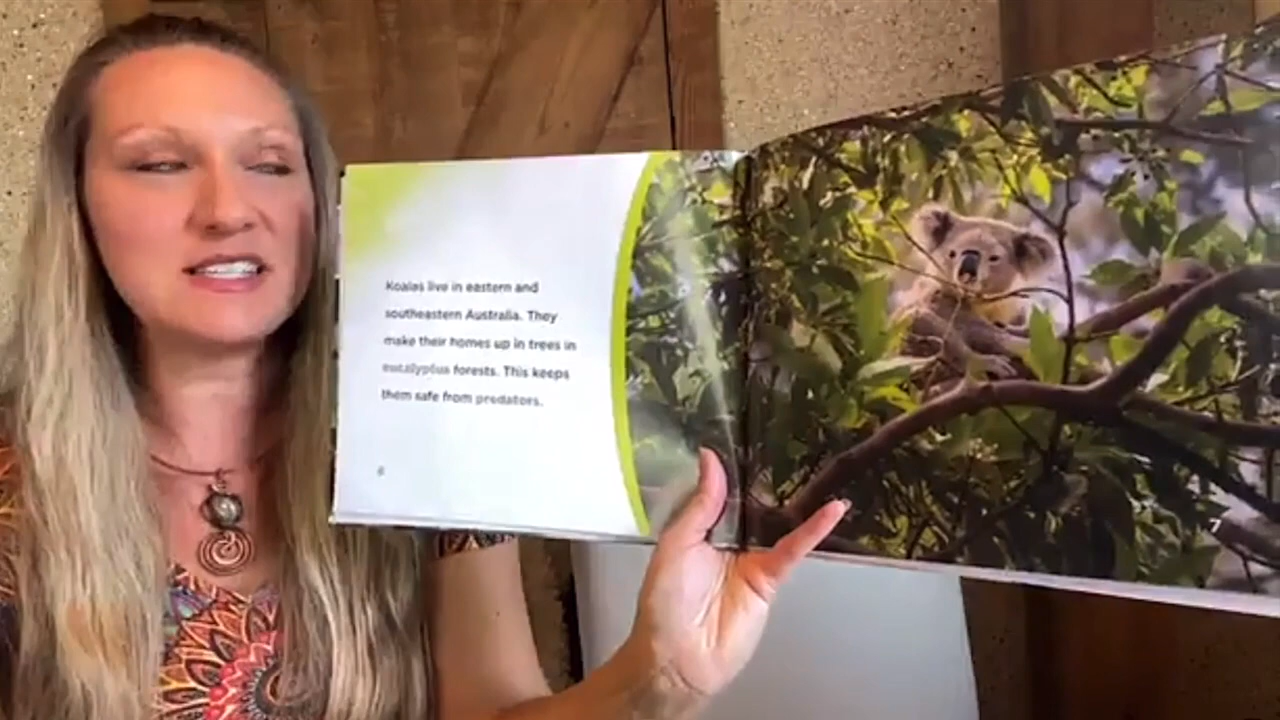 Koalas live in eastern and
southeastern Australia. They
make their homes up in trees in
eucalyptus forests. This keeps
them safe from predators.
6
7